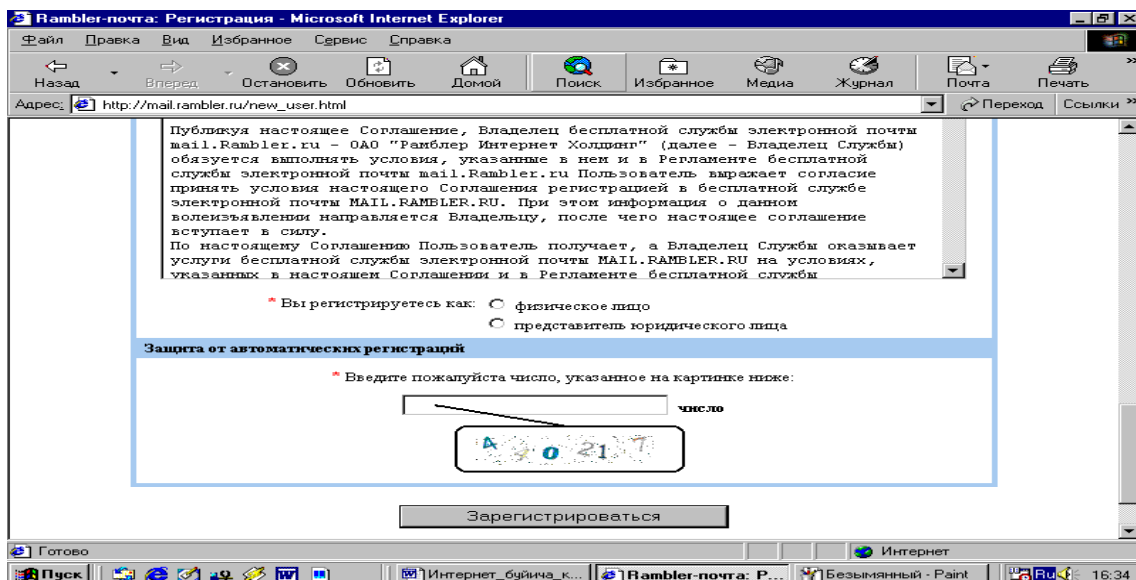 Rambler-почта: Регистрация - Microsoft Internet Explorer
Файл Правка Вид Избранное Сервис Справка
Назад Вперед Остановить Обновить Домой Поиск Избранное Медиа Журнал Почта Печать
Адрес: http://mail.rambler.ru/new_user.html Переход Ссылки
Публикуя настоящее Соглашение, Владелец бесплатной службы электронной почты
mail.Rambler.ru - ОАО "Рамблер Интернет Холдинг" (далее - Владелец Службы)
обязуется выполнять условия, указанные в нем и в Регламенте бесплатной
службы электронной почты mail.Rambler.ru Пользователь выражает согласие
принять условия настоящего Соглашения регистрацией в бесплатной службе
электронной почты MAIL.RAMBLER.RU. При этом информация о данном
волеизъявлении направляется Владельцу, после чего настоящее соглашение
вступает в силу.
По настоящему Соглашению Пользователь получает, а Владелец Службы оказывает
услуги бесплатной службы электронной почты MAIL.RAMBLER.RU на условиях,
указанных в настоящем Соглашении и в Регламенте бесплатной службы
* Вы регистрируетесь как: физическое лицо
представитель юридического лица
Защита от автоматических регистраций
* Введите пожалуйста число, указанное на картинке ниже:
число
Зарегистрироваться
Готово Интернет
Пуск Интернет_буйича_к... Rambler-почта: Р... Безымянный - Paint Ru 16:34